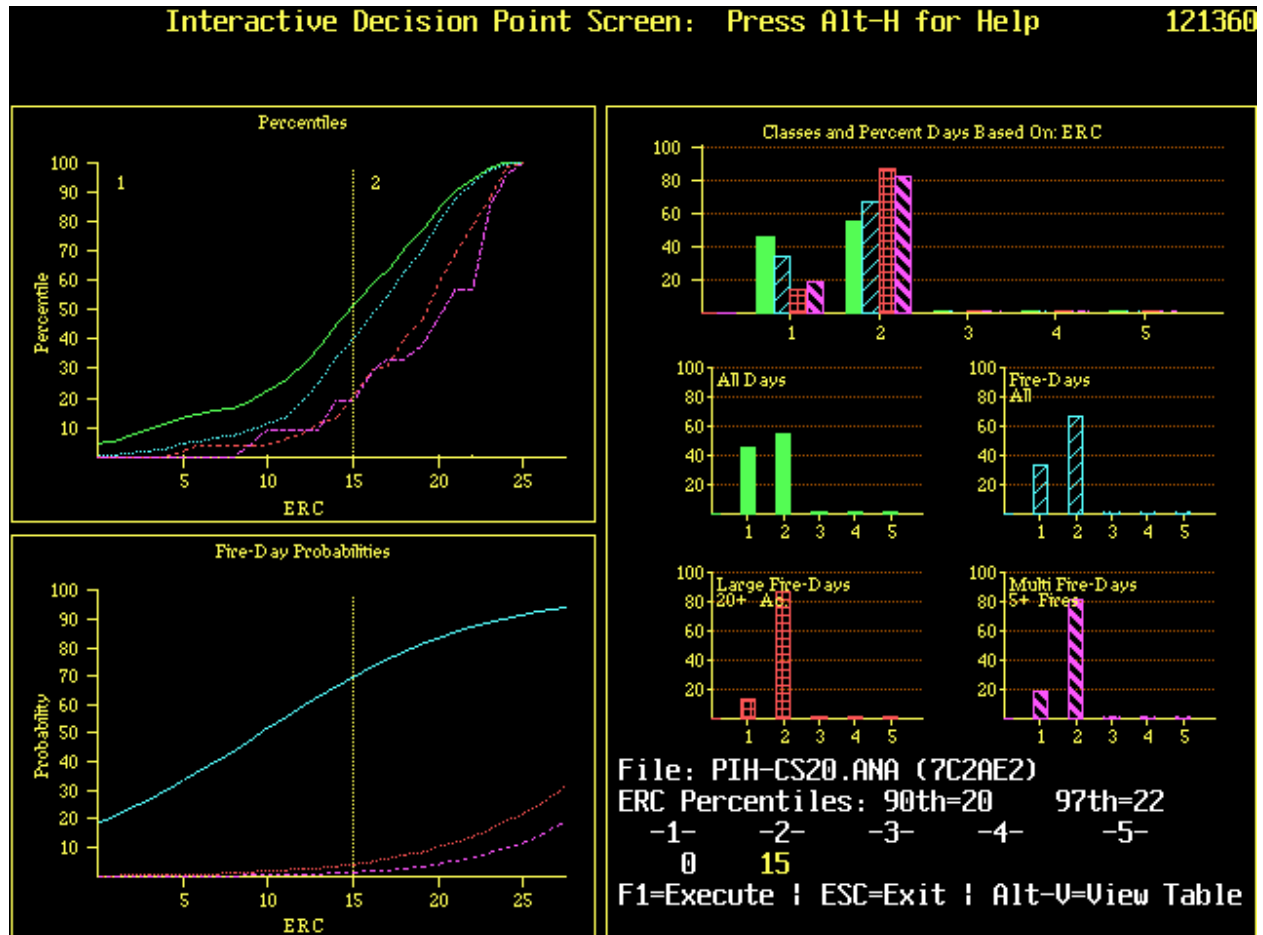 Interactive Decision Point Screen: Press Alt-H for Help 121360
Percentiles
100
90
80
70
60
50
40
30
20
10
Percentile
1
2
5 10 15 20 25
ERC
Fire-Day Probabilities
100
90
80
70
60
50
40
30
20
10
Probability
5 10 15 20 25
ERC
Classes and Percent Days Based On: ERC
100
80
60
40
20
1 2 3 4 5
All Days
100
80
60
40
20
1 2 3 4 5
Fire-Days
All
100
80
60
40
20
1 2 3 4 5
Large Fire-Days
20+ Ac
100
80
60
40
20
1 2 3 4 5
Multi Fire-Days
5+ Fires
100
80
60
40
20
1 2 3 4 5
File: PIH-CS20.ANA (7C2AE2)
ERC Percentiles: 90th=20 97th=22
-1- -2- -3- -4- -5-
0 15
F1=Execute ¦ ESC=Exit ¦ Alt-V=View Table